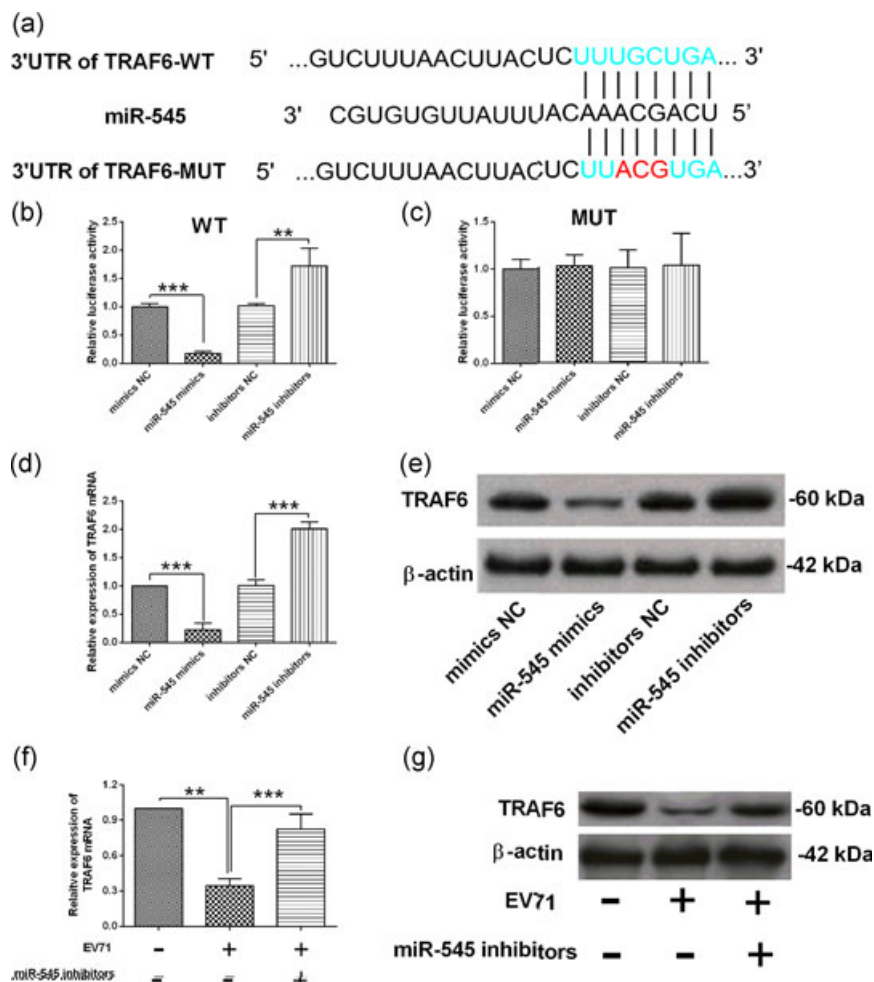 (a)
3'UTR of TRAF6-WT 5' ...GUCUUUAACUUACUCUUUGCUGA... 3'
miR-545 3' CGUGUGUUAUUUACAAACGACU 5'
3'UTR of TRAF6-MUT 5' ...GUCUUUAACUUACUCUUACGUGA...3'
(b)
WT
Relative luciferase activity
2.5
2.0
1.5
1.0
0.5
0.0
***
**
mimics NC
miR-545 mimics
inhibitors NC
miR-545 inhibitors
(c)
MUT
Relative luciferase activity
1.5
1.0
0.5
0.0
mimics NC
miR-545 mimics
inhibitors NC
miR-545 inhibitors
(d)
Relative expression of TRAF6 mRNA
2.5
2.0
1.5
1.0
0.5
0.0
***
***
mimics NC
miR-545 mimics
inhibitors NC
miR-545 inhibitors
(e)
TRAF6 -60 kDa
β-actin -42 kDa
mimics NC
miR-545 mimics
inhibitors NC
miR-545 inhibitors
(f)
Relaitve expression of
TRAF6 mRNA
1.2
0.9
0.6
0.3
0.0
**
***
EV71 - + +
miR-545 inhibitors - - +
(g)
TRAF6 -60 kDa
β-actin -42 kDa
EV71 - + +
miR-545 inhibitors - - +